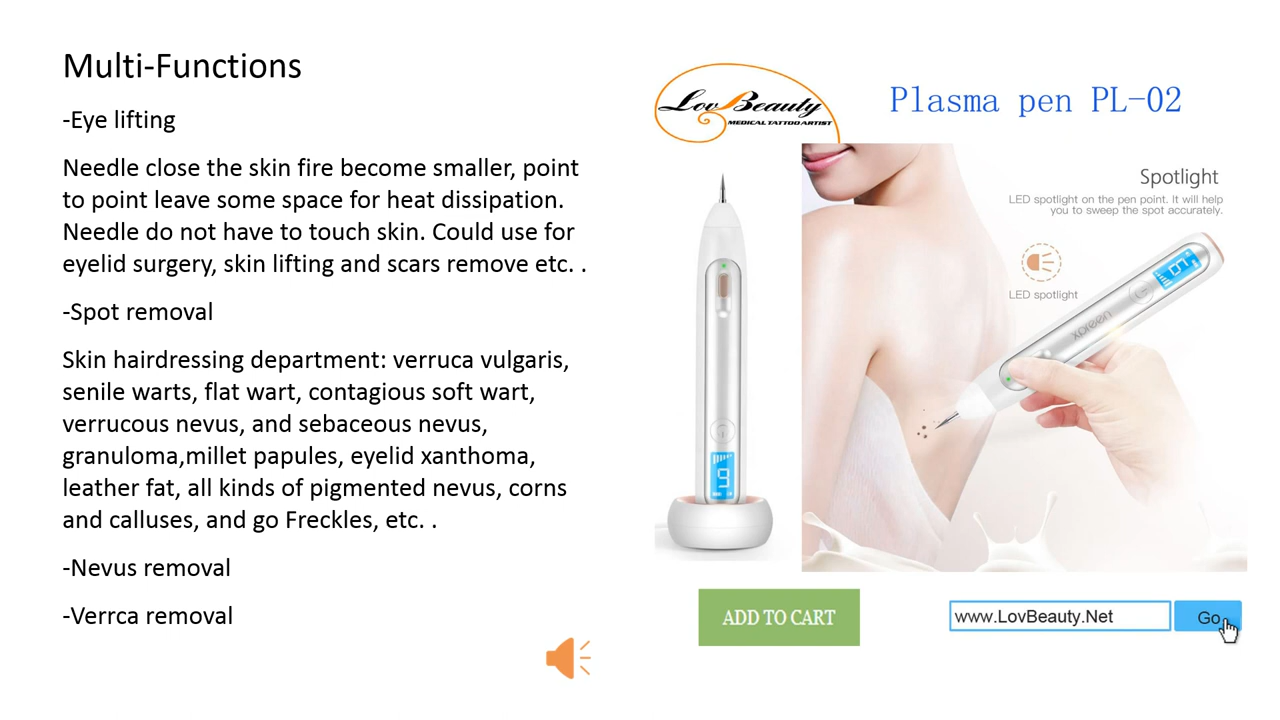 Multi-Functions
-Eye lifting
Needle close the skin fire become smaller, point
to point leave some space for heat dissipation.
Needle do not have to touch skin. Could use for
eyelid surgery, skin lifting and scars remove etc. .
-Spot removal
Skin hairdressing department: verruca vulgaris,
senile warts, flat wart, contagious soft wart,
verrucous nevus, and sebaceous nevus,
granuloma,millet papules, eyelid xanthoma,
leather fat, all kinds of pigmented nevus, corns
and calluses, and go Freckles, etc. .
-Nevus removal
-Verrca removal
Lov Beauty
MEDICAL TATTOO ARTIST
Plasma pen PL-02
Spotlight
LED spotlight on the pen point. It will help
you to sweep the spot accurately.
LED spotlight
07
xpreen
9
ADD TO CART
www.LovBeauty.Net
Go